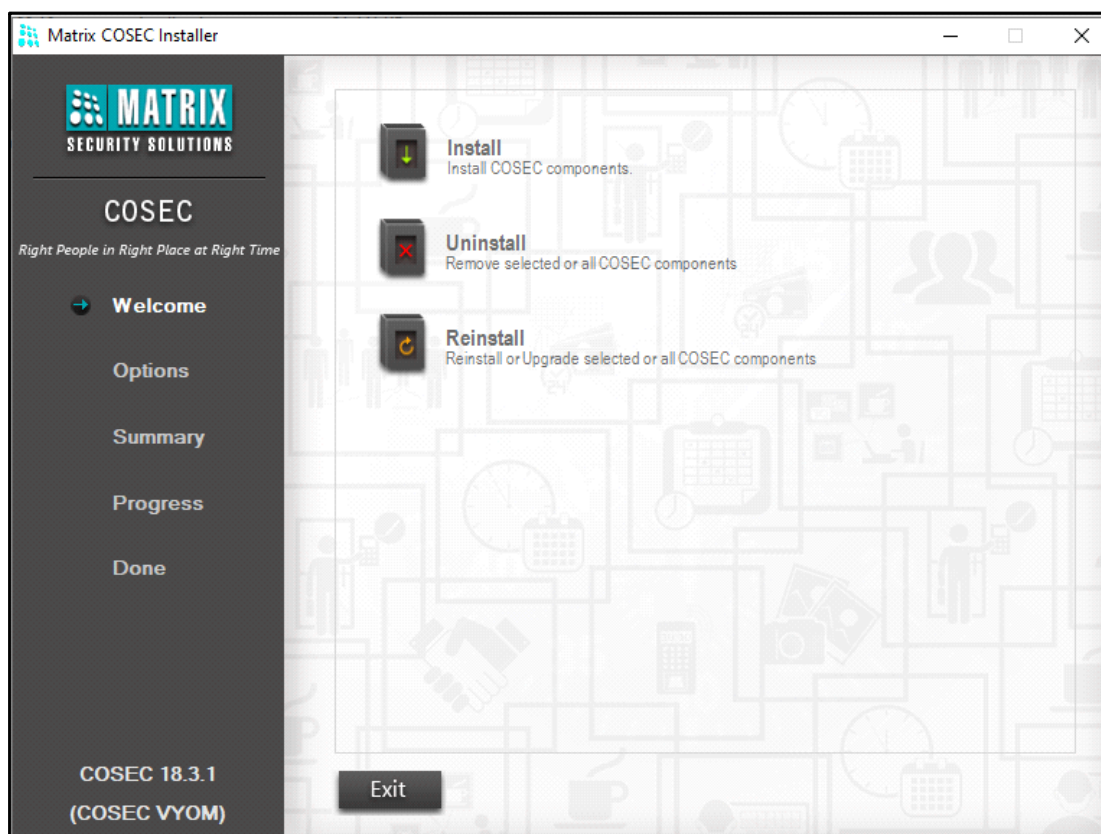 Matrix COSEC Installer
MATRIX
SECURITY SOLUTIONS
COSEC
Right People in Right Place at Right Time
Welcome
Options
Summary
Progress
Done
COSEC 18.3.1
(COSEC VYOM)
Install
Install COSEC components.
Uninstall
Remove selected or all COSEC components
Reinstall
Reinstall or Upgrade selected or all COSEC components
Exit